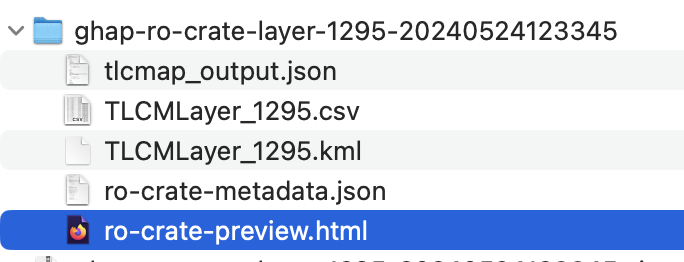 ghap-ro-crate-layer-1295-20240524123345
tlcmap_output.json
TLCMLayer_1295.csv
TLCMLayer_1295.kml
ro-crate-metadata.json
ro-crate-preview.html